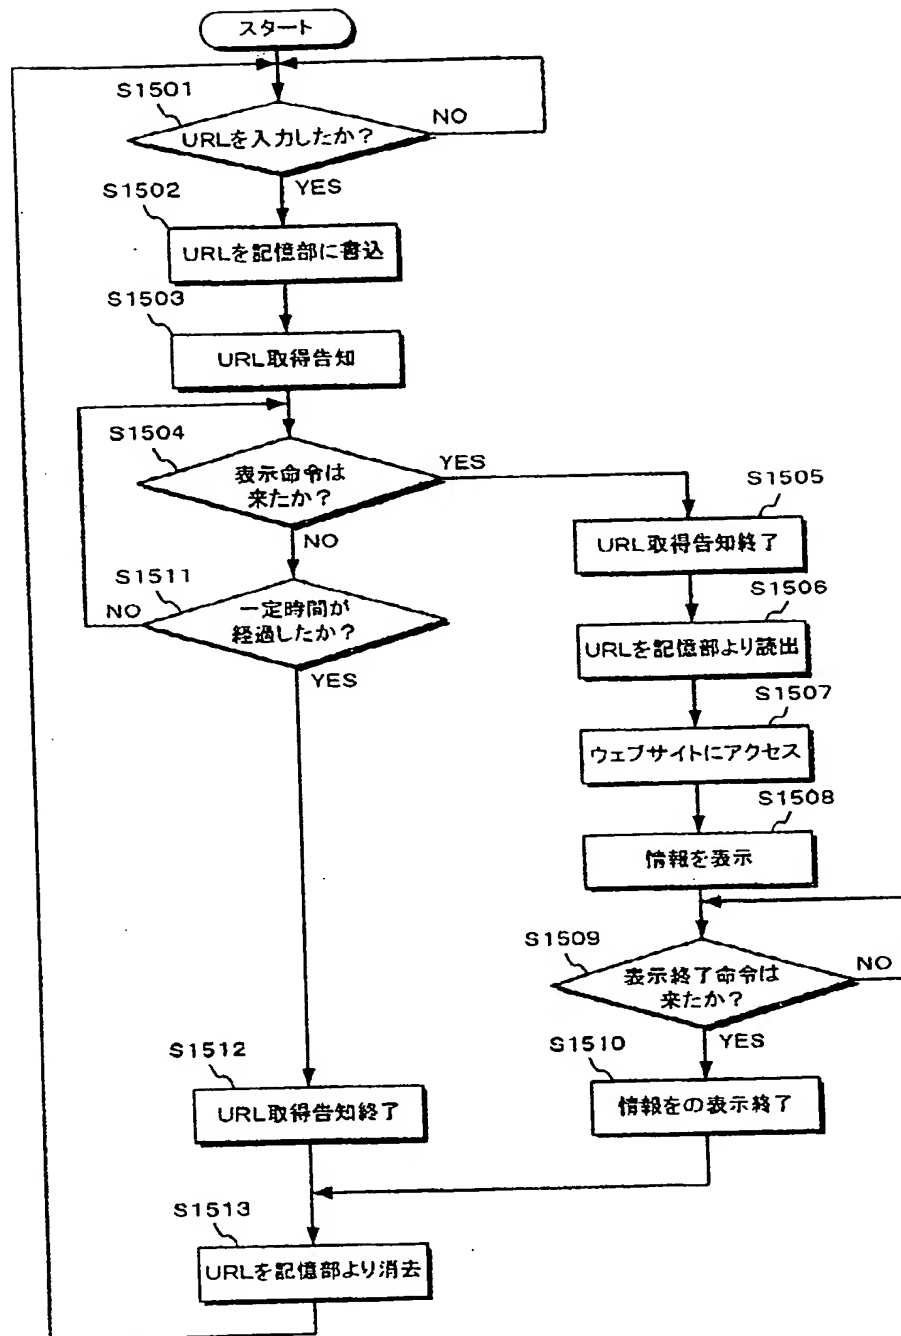 スタート
S1501
URLを入力したか?
NO
YES
S1502
URLを記憶部に書込
S1503
URL取得告知
S1504
表示命令は
来たか?
YES
NO
S1511
一定時間が
経過したか?
NO
YES
S1505
URL取得告知終了
S1506
URLを記憶部より読出
S1507
ウェブサイトにアクセス
S1508
情報を表示
S1509
表示終了命令は
来たか?
NO
YES
S1510
情報をの表示終了
S1512
URL取得告知終了
S1513
URLを記憶部より消去